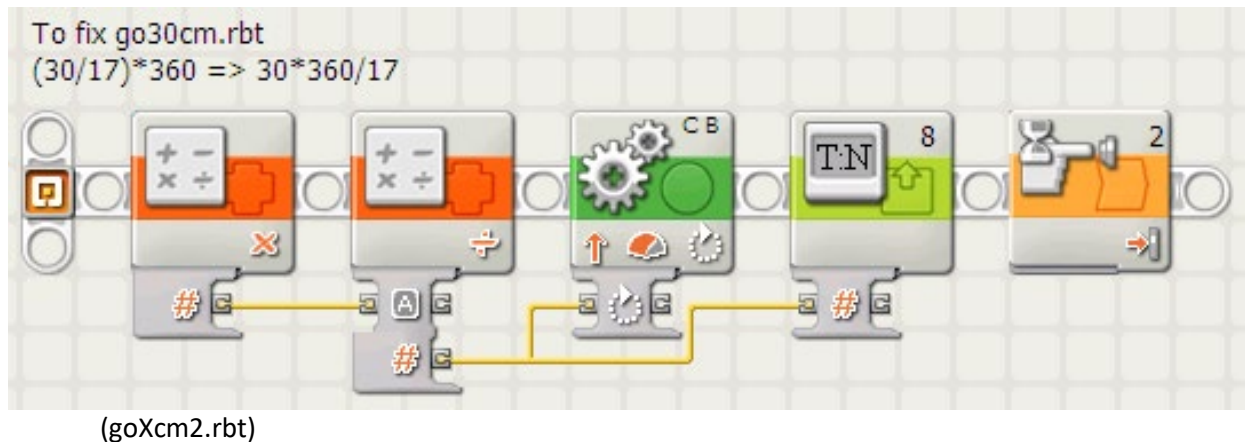 To fix go30cm.rbt
(30/17)*360 => 30*360/17
C B
T:N
8
2
#
A
#
#
(goXcm2.rbt)